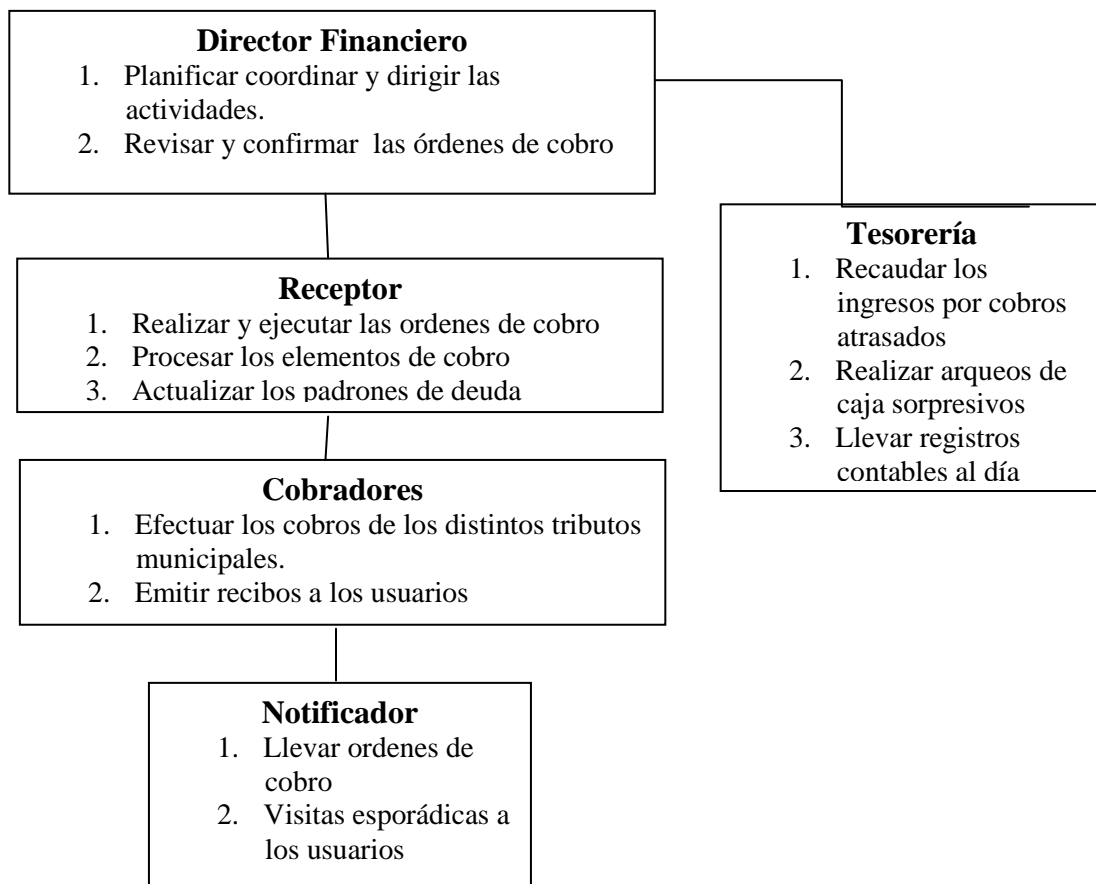 Director Financiero
1. Planificar coordinar y dirigir las
actividades.
2. Revisar y confirmar las órdenes de cobro
Tesorería
1. Recaudar los
ingresos por cobros
atrasados
2. Realizar arqueos de
caja sorpresivos
3. Llevar registros
contables al día
Receptor
1. Realizar y ejecutar las ordenes de cobro
2. Procesar los elementos de cobro
3. Actualizar los padrones de deuda
Cobradores
1. Efectuar los cobros de los distintos tributos
municipales.
2. Emitir recibos a los usuarios
Notificador
1. Llevar ordenes de
cobro
2. Visitas esporádicas a
los usuarios